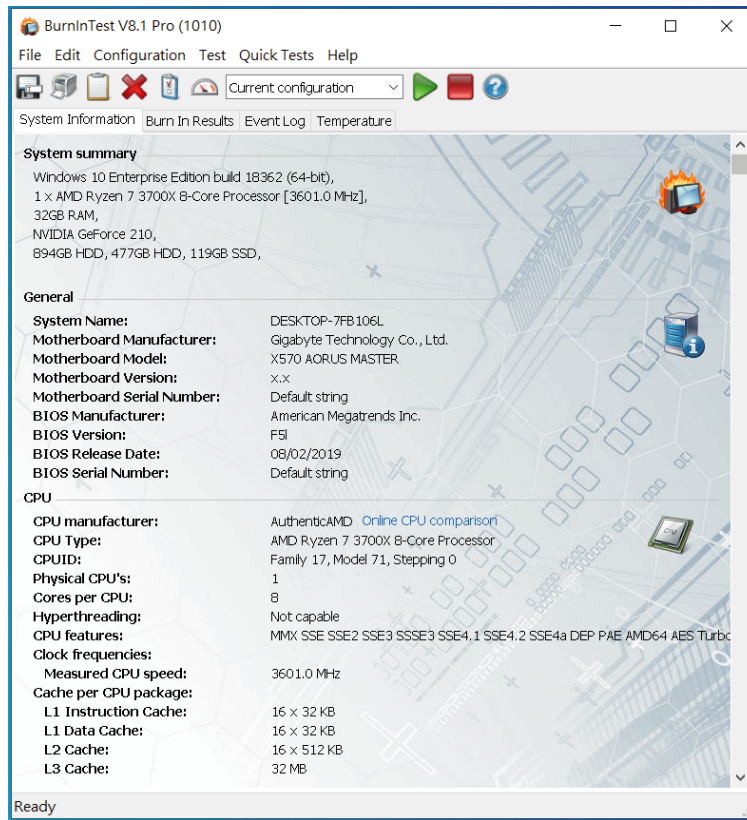 BurnInTest V8.1 Pro (1010)
File Edit Configuration Test Quick Tests Help
Current configuration
System Information Burn In Results Event Log Temperature
System summary
Windows 10 Enterprise Edition build 18362 (64-bit),
1 x AMD Ryzen 7 3700X 8-Core Processor [3601.0 MHz],
32GB RAM,
NVIDIA GeForce 210,
894GB HDD, 477GB HDD, 119GB SSD,
General
System Name: DESKTOP-7FB106L
Motherboard Manufacturer: Gigabyte Technology Co., Ltd.
Motherboard Model: X570 AORUS MASTER
Motherboard Version: x.x
Motherboard Serial Number: Default string
BIOS Manufacturer: American Megatrends Inc.
BIOS Version: F5l
BIOS Release Date: 08/02/2019
BIOS Serial Number: Default string
CPU
CPU manufacturer: AuthenticAMD Online CPU comparison
CPU Type: AMD Ryzen 7 3700X 8-Core Processor
CPUID: Family 17, Model 71, Stepping 0
Physical CPU's: 1
Cores per CPU: 8
Hyperthreading: Not capable
CPU features: MMX SSE SSE2 SSE3 SSSE3 SSE4.1 SSE4.2 SSE4a DEP PAE AMD64 AES Turbo
Clock frequencies:
Measured CPU speed: 3601.0 MHz
Cache per CPU package:
L1 Instruction Cache: 16 x 32 KB
L1 Data Cache: 16 x 32 KB
L2 Cache: 16 x 512 KB
L3 Cache: 32 MB
Ready